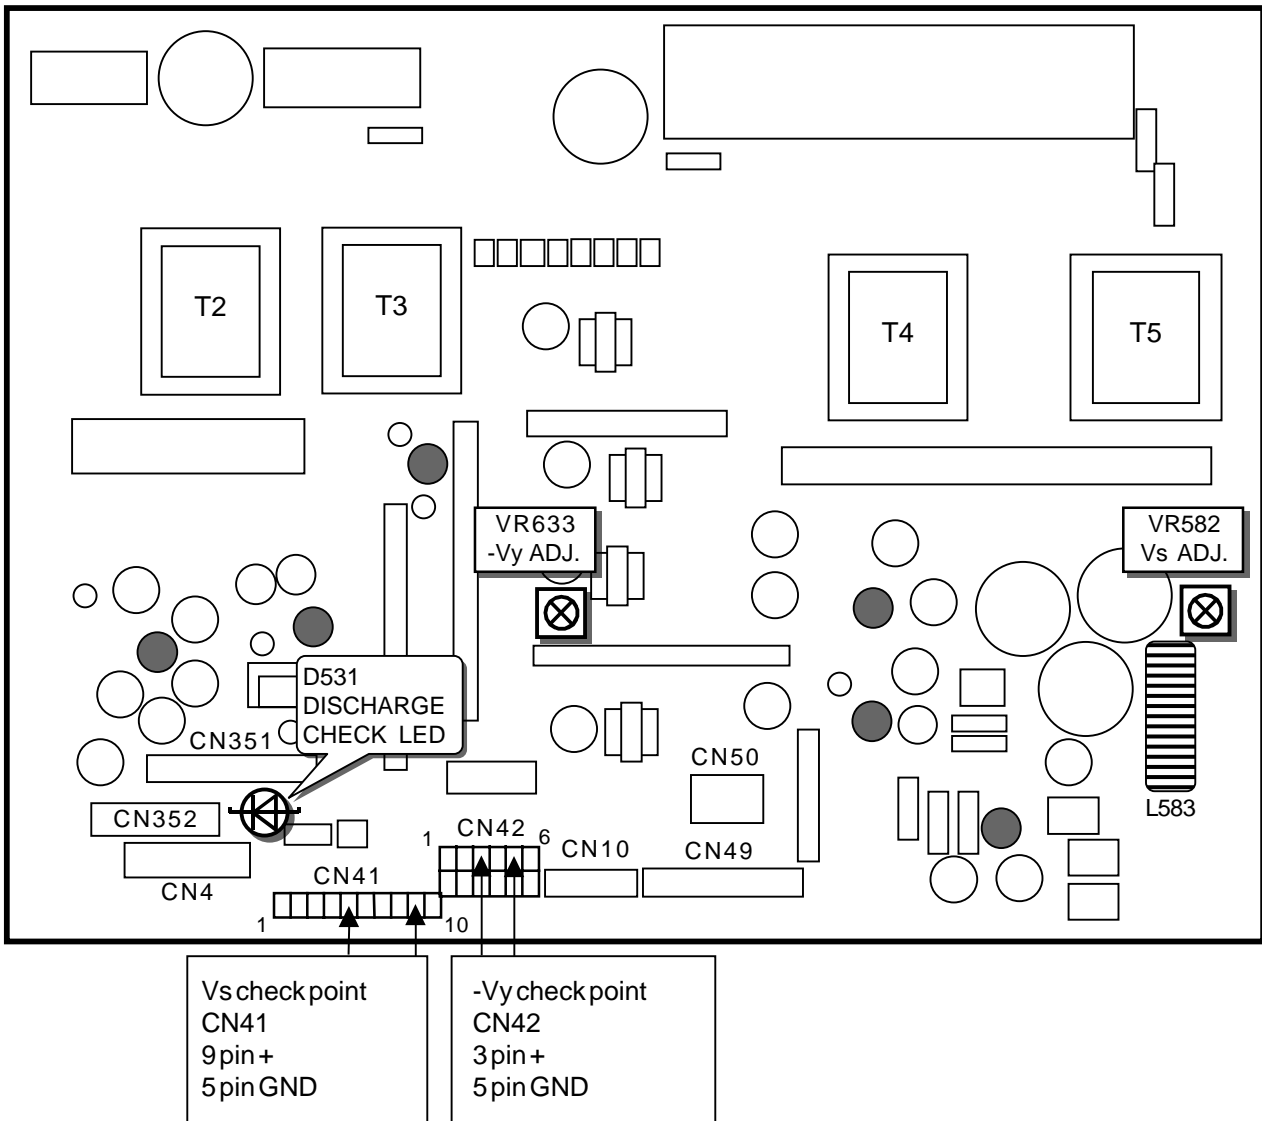 T2
T3
T4
T5
VR633
-Vy ADJ.
VR582
Vs ADJ.
D531
DISCHARGE
CHECK LED
CN351
CN50
L583
CN352
1
CN42
6
CN10
CN49
CN4
CN41
1
10
Vs check point
CN41
9 pin +
5 pin GND
-Vy check point
CN42
3 pin +
5 pin GND